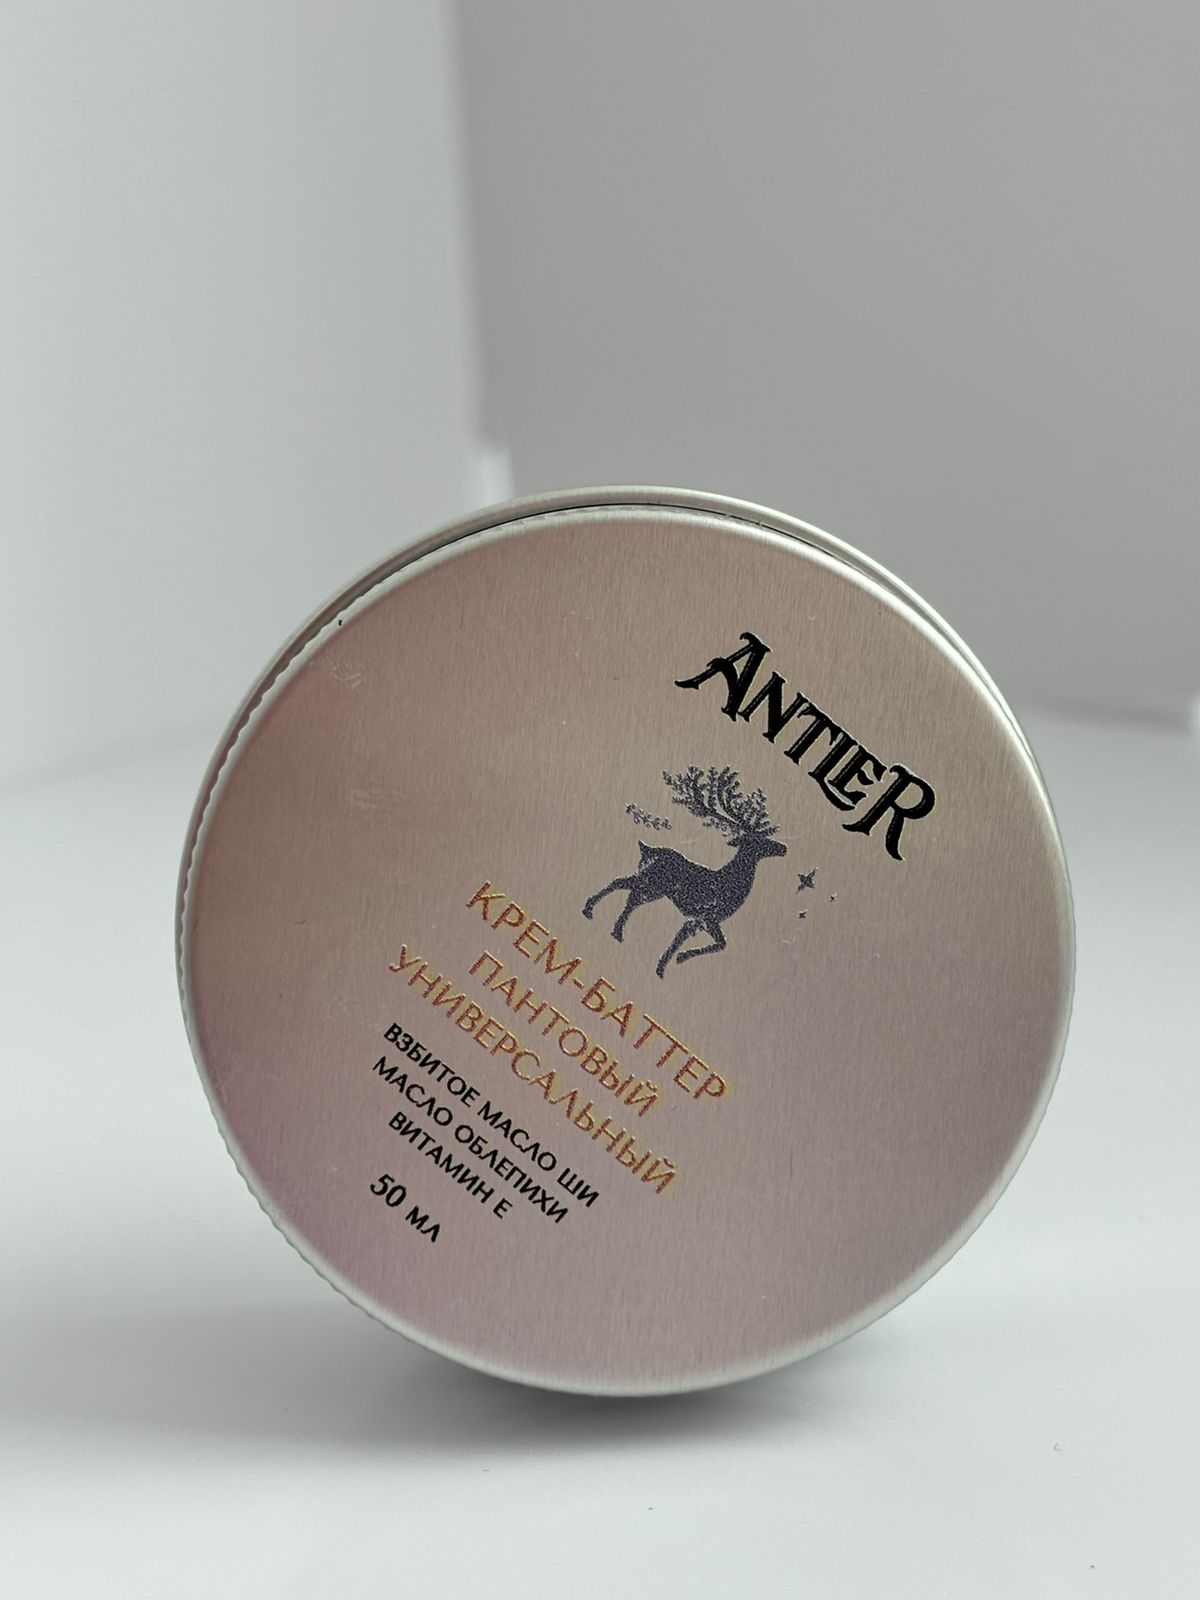 ANTLER
КРЕМ-БАТТЕР
ПАНТОВЫЙ
УНИВЕРСАЛЬНЫЙ
ВЗБИТОЕ МАСЛО ШИ
МАСЛО ОБЛЕПИХИ
ВИТАМИН Е
50 МЛ